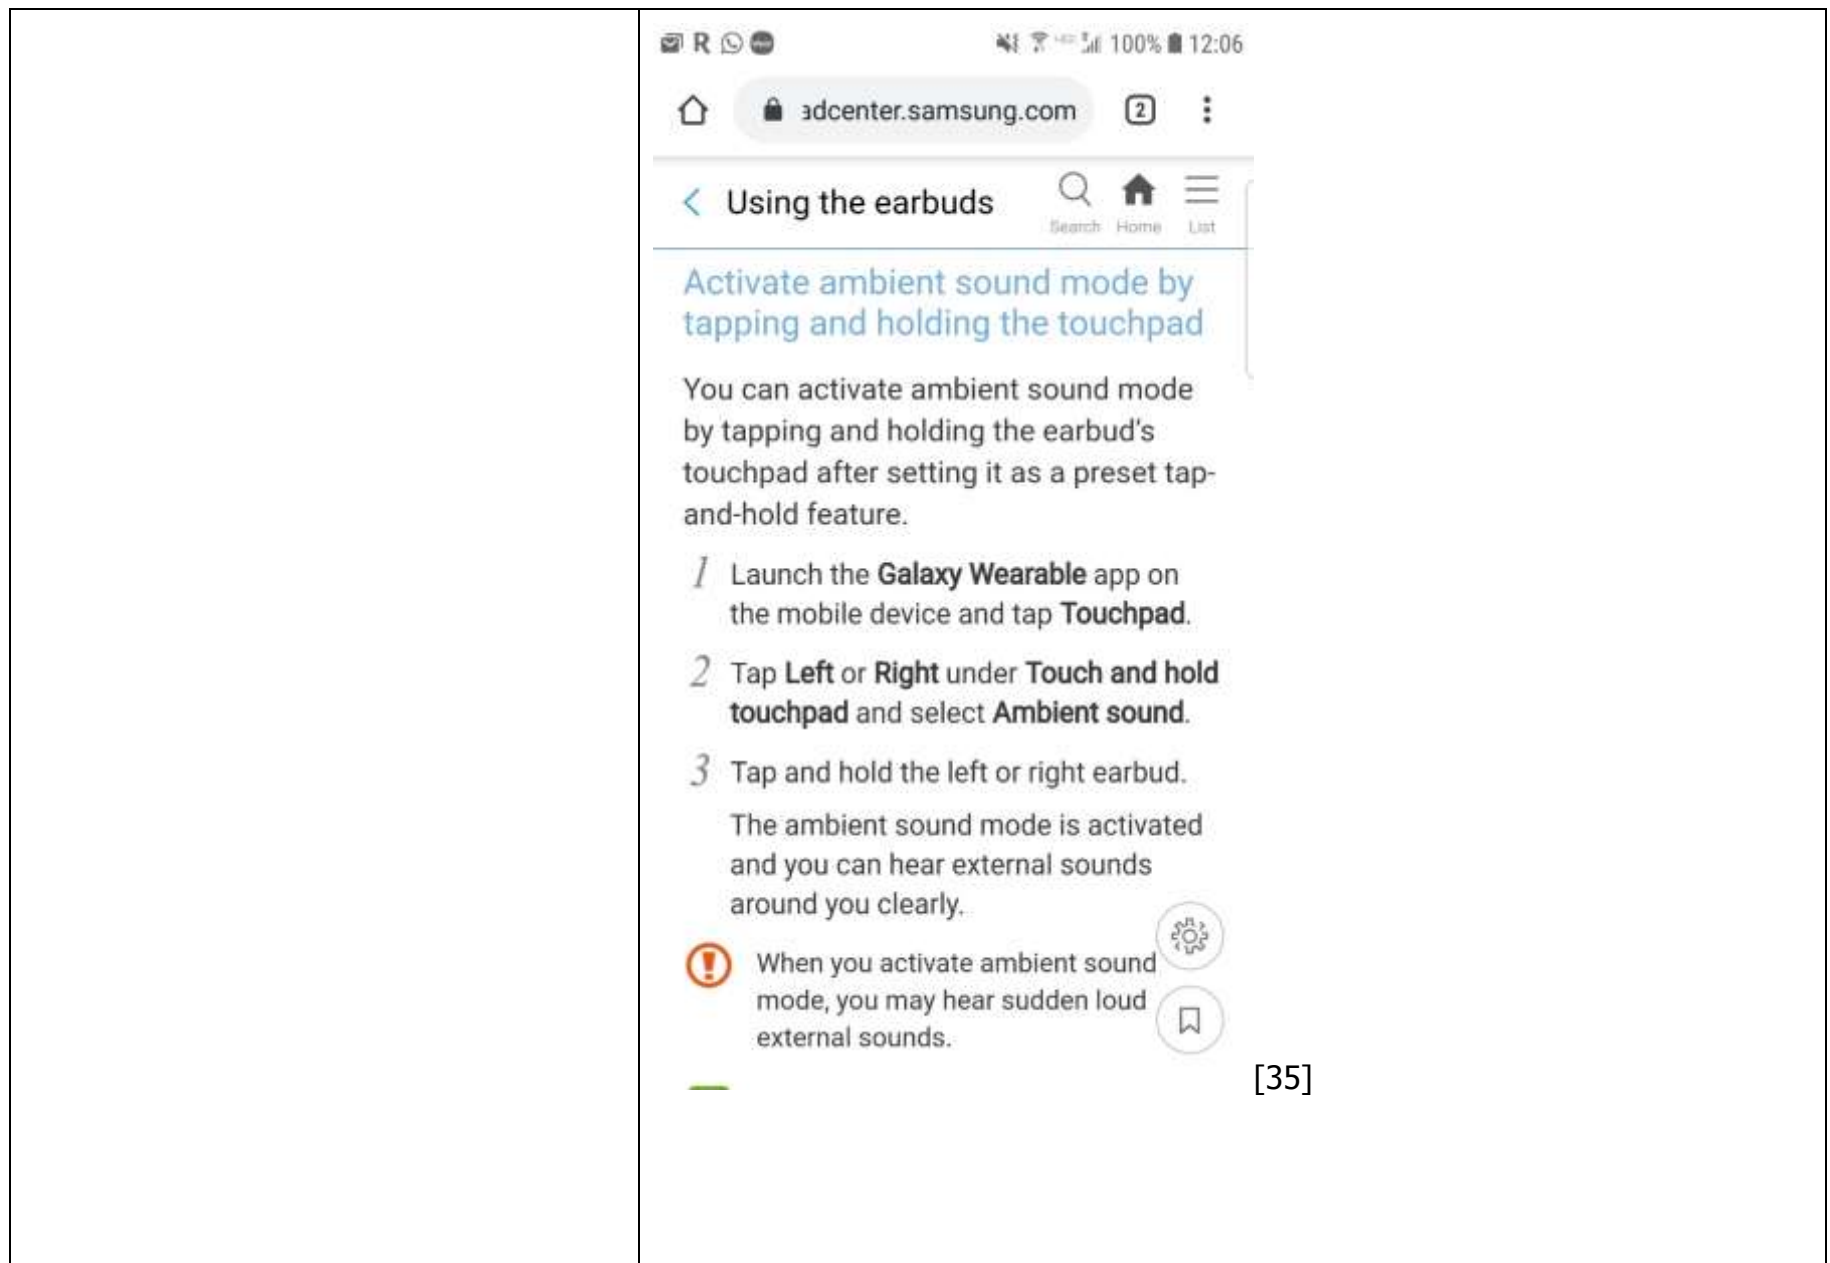 R 100% 12:06
adcenter.samsung.com 2
Using the earbuds
Search Home List
Activate ambient sound mode by
tapping and holding the touchpad
You can activate ambient sound mode
by tapping and holding the earbud's
touchpad after setting it as a preset tap-
and-hold feature.
1 Launch the Galaxy Wearable app on
the mobile device and tap Touchpad.
2 Tap Left or Right under Touch and hold
touchpad and select Ambient sound.
3 Tap and hold the left or right earbud.
The ambient sound mode is activated
and you can hear external sounds
around you clearly.
When you activate ambient sound
mode, you may hear sudden loud
external sounds.
[35]